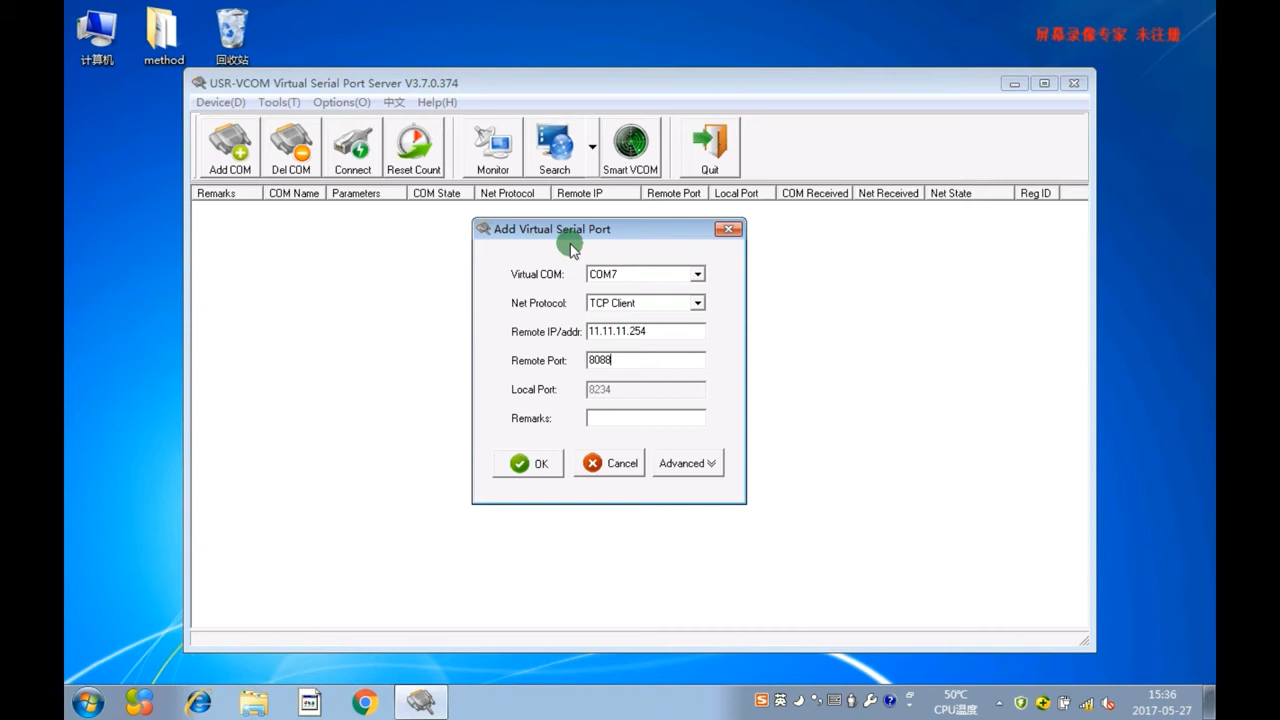 计算机
method
回收站
屏幕录像专家 未注册
USR-VCOM Virtual Serial Port Server V3.7.0.374
Device(D) Tools(T) Options(O) 中文 Help(H)
Add COM Del COM Connect Reset Count Monitor Search Smart VCOM Quit
Remarks COM Name Parameters COM State Net Protocol Remote IP Remote Port Local Port COM Received Net Received Net State Reg ID
Add Virtual Serial Port
Virtual COM: COM7
Net Protocol: TCP Client
Remote IP/addr: 11.11.11.254
Remote Port: 8088
Local Port: 8234
Remarks:
OK Cancel Advanced
英
50℃
CPU温度
15:36
2017-05-27